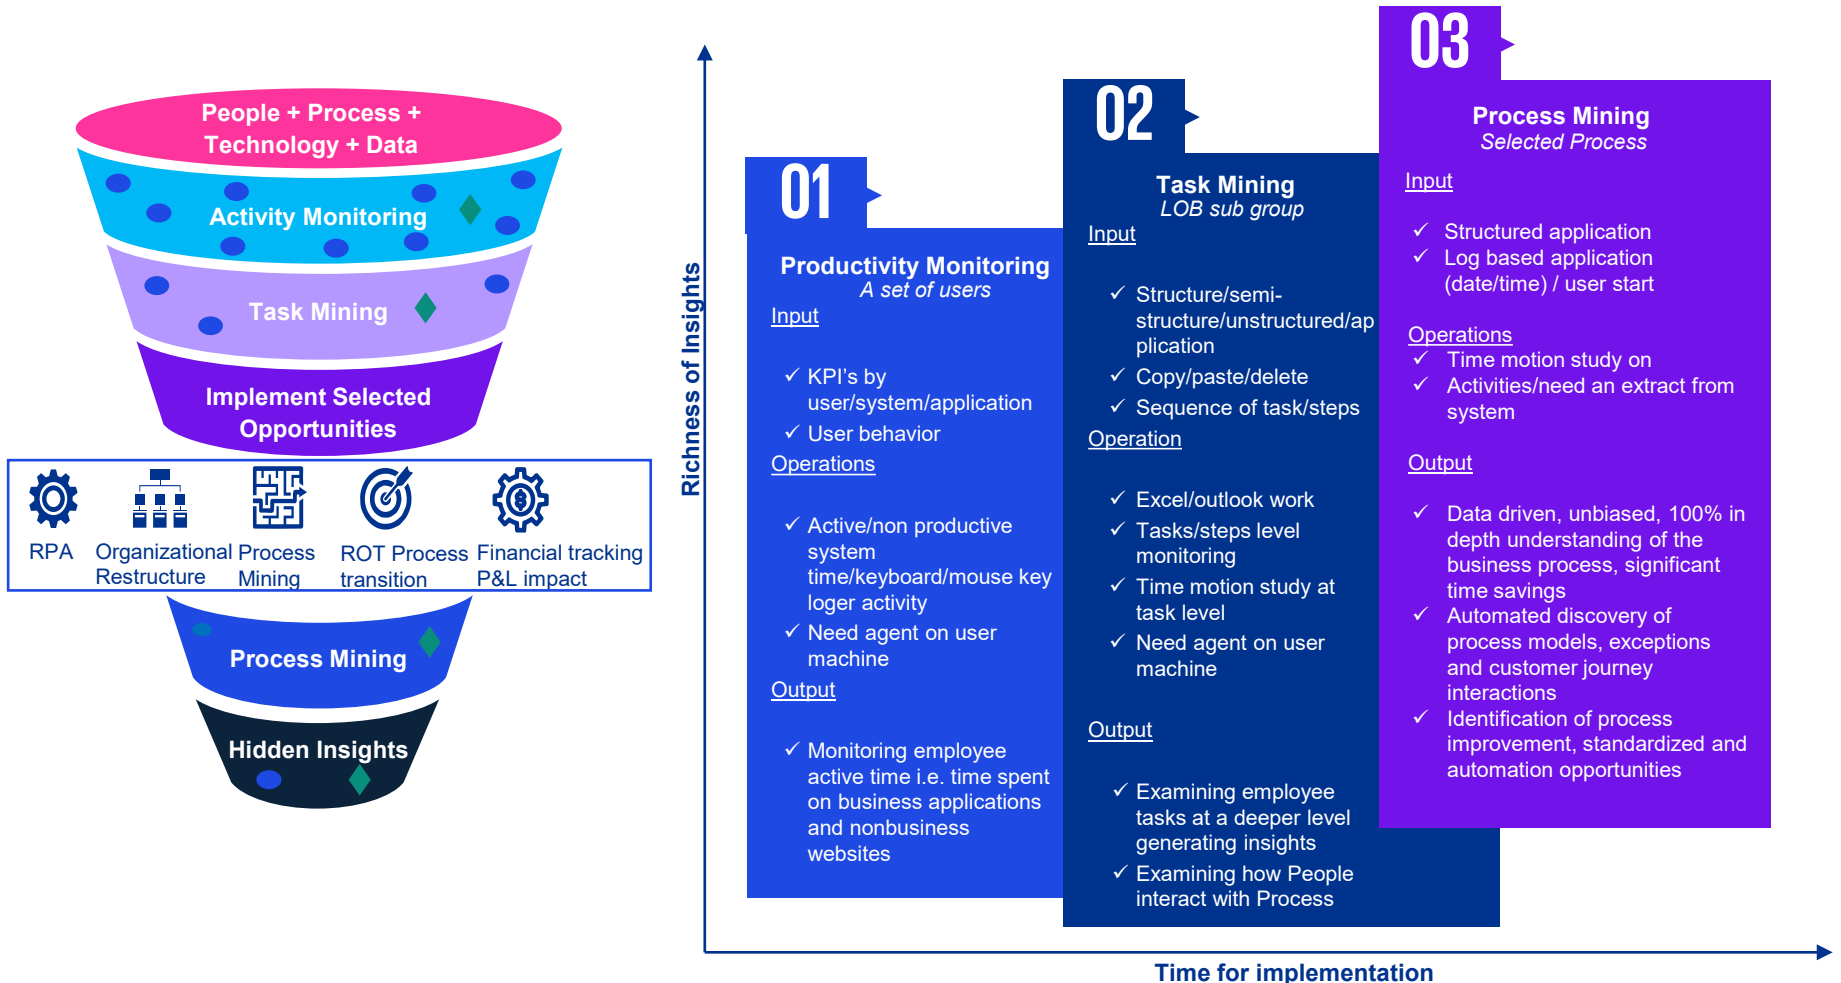 People + Process +
Technology + Data
Activity Monitoring
Task Mining
Implement Selected
Opportunities
RPA
Organizational
Restructure
Process
Mining
ROT Process
transition
Financial tracking
P&L impact
Process Mining
Hidden Insights
Richness of Insights
01
Productivity Monitoring
A set of users
Input
✓ KPI's by
user/system/application
✓ User behavior
Operations
✓ Active/non productive
system
time/keyboard/mouse key
loger activity
✓ Need agent on user
machine
Output
✓ Monitoring employee
active time i.e. time spent
on business applications
and nonbusiness
websites
02
Task Mining
LOB sub group
Input
✓ Structure/semi-
structure/unstructured/ap
plication
✓ Copy/paste/delete
✓ Sequence of task/steps
Operation
✓ Excel/outlook work
✓ Tasks/steps level
monitoring
✓ Time motion study at
task level
✓ Need agent on user
machine
Output
✓ Examining employee
tasks at a deeper level
generating insights
✓ Examining how People
interact with Process
03
Process Mining
Selected Process
Input
✓ Structured application
✓ Log based application
(date/time) / user start
Operations
✓ Time motion study on
✓ Activities/need an extract from
system
Output
✓ Data driven, unbiased, 100% in
depth understanding of the
business process, significant
time savings
✓ Automated discovery of
process models, exceptions
and customer journey
interactions
✓ Identification of process
improvement, standardized and
automation opportunities
Time for implementation